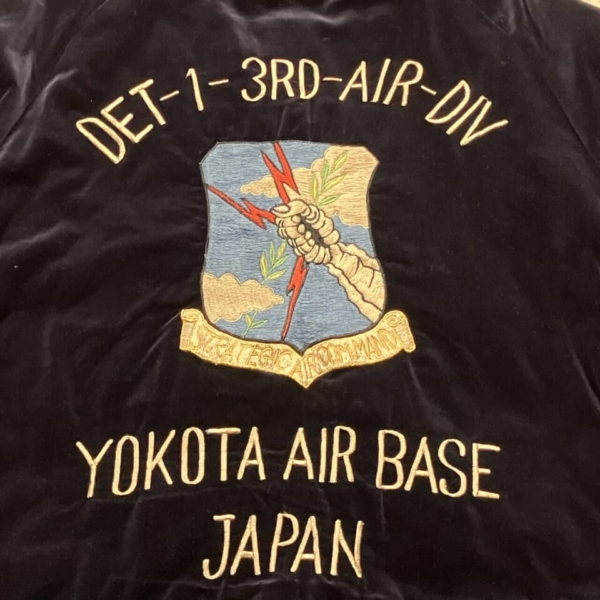 DET-1-3RD-AIR-DIV
STRATEGIC AIR COMMAND
YOKOTA AIR BASE
JAPAN